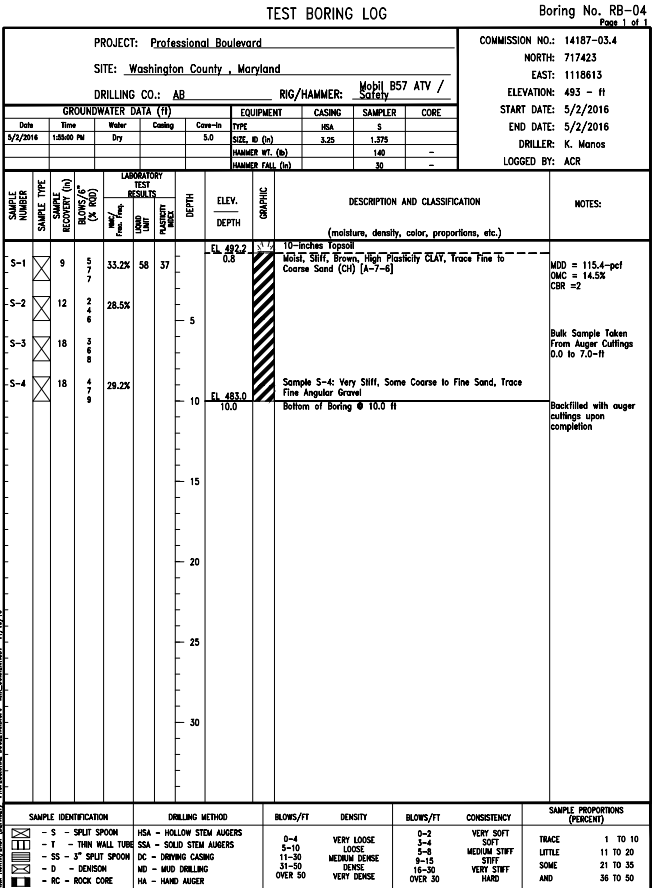 TEST BORING LOG
Boring No. RB-04
Page 1 of 1
PROJECT: Professional Boulevard
SITE: Washington County , Maryland
DRILLING CO.: AB RIG/HAMMER: Mobil B57 ATV / Safety
COMMISSION NO.: 14187-03.4
NORTH: 717423
EAST: 1118613
ELEVATION: 493 - ft
START DATE: 5/2/2016
END DATE: 5/2/2016
DRILLER: K. Manos
LOGGED BY: ACR
GROUNDWATER DATA (ft)
Date Time Water Casing Cave-In
5/2/2016 1:55:00 PM Dry 5.0
EQUIPMENT CASING SAMPLER CORE
TYPE HSA S
SIZE, ID (in) 3.25 1.375
HAMMER WT. (lb) 140 -
HAMMER FALL (in) 30 -
SAMPLE NUMBER
SAMPLE TYPE
SAMPLE RECOVERY (in)
BLOWS/6" (% RQD)
LABORATORY TEST RESULTS
LIQUID LIMIT
PLASTICITY INDEX
DEPTH
ELEV.
DEPTH
GRAPHIC
DESCRIPTION AND CLASSIFICATION
(moisture, density, color, proportions, etc.)
NOTES:
EL 492.2 10-inches Topsoil
0.8 Moist, Stiff, Brown, High Plasticity CLAY, Trace Fine to
Coarse Sand (CH) [A-7-6]
S-1 9 5 7 7 33.2% 58 37
MDD = 115.4-pcf
OMC = 14.5%
CBR =2
S-2 12 2 4 6 28.5%
5
S-3 18 3 6 8
Bulk Sample Taken
From Auger Cuttings
0.0 to 7.0-ft
S-4 18 4 7 9 29.2%
Sample S-4: Very Stiff, Some Coarse to Fine Sand, Trace
Fine Angular Gravel
10 EL 483.0
10.0 Bottom of Boring @ 10.0 ft
Backfilled with auger
cuttings upon
completion
15
20
25
30
SAMPLE IDENTIFICATION
- S - SPLIT SPOON
- T - THIN WALL TUBE
- SS - 3" SPLIT SPOON
- D - DENISON
- RC - ROCK CORE
DRILLING METHOD
HSA - HOLLOW STEM AUGERS
SSA - SOLID STEM AUGERS
DC - DRIVING CASING
MD - MUD DRILLING
HA - HAND AUGER
BLOWS/FT DENSITY
0-4 VERY LOOSE
5-10 LOOSE
11-30 MEDIUM DENSE
31-50 DENSE
OVER 50 VERY DENSE
BLOWS/FT CONSISTENCY
0-2 VERY SOFT
3-4 SOFT
5-8 MEDIUM STIFF
9-15 STIFF
16-30 VERY STIFF
OVER 30 HARD
SAMPLE PROPORTIONS
(PERCENT)
TRACE 1 TO 10
LITTLE 11 TO 20
SOME 21 TO 35
AND 36 TO 50